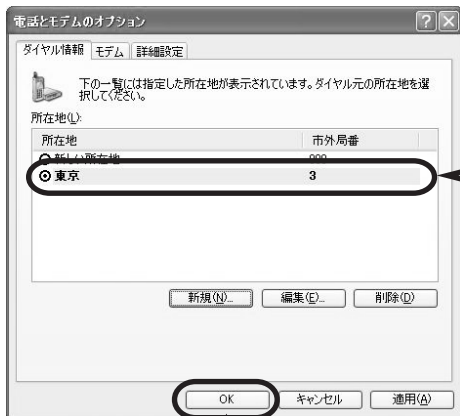 電話とモデムのオプション
ダイヤル情報 モデム 詳細設定
下の一覧には指定した所在地が表示されています。ダイヤル元の所在地を選
択してください。
所在地(L):
所在地 市外局番
新しい所在地
東京 3
新規(N)... 編集(E)... 削除(D)
OK キャンセル 適用(A)